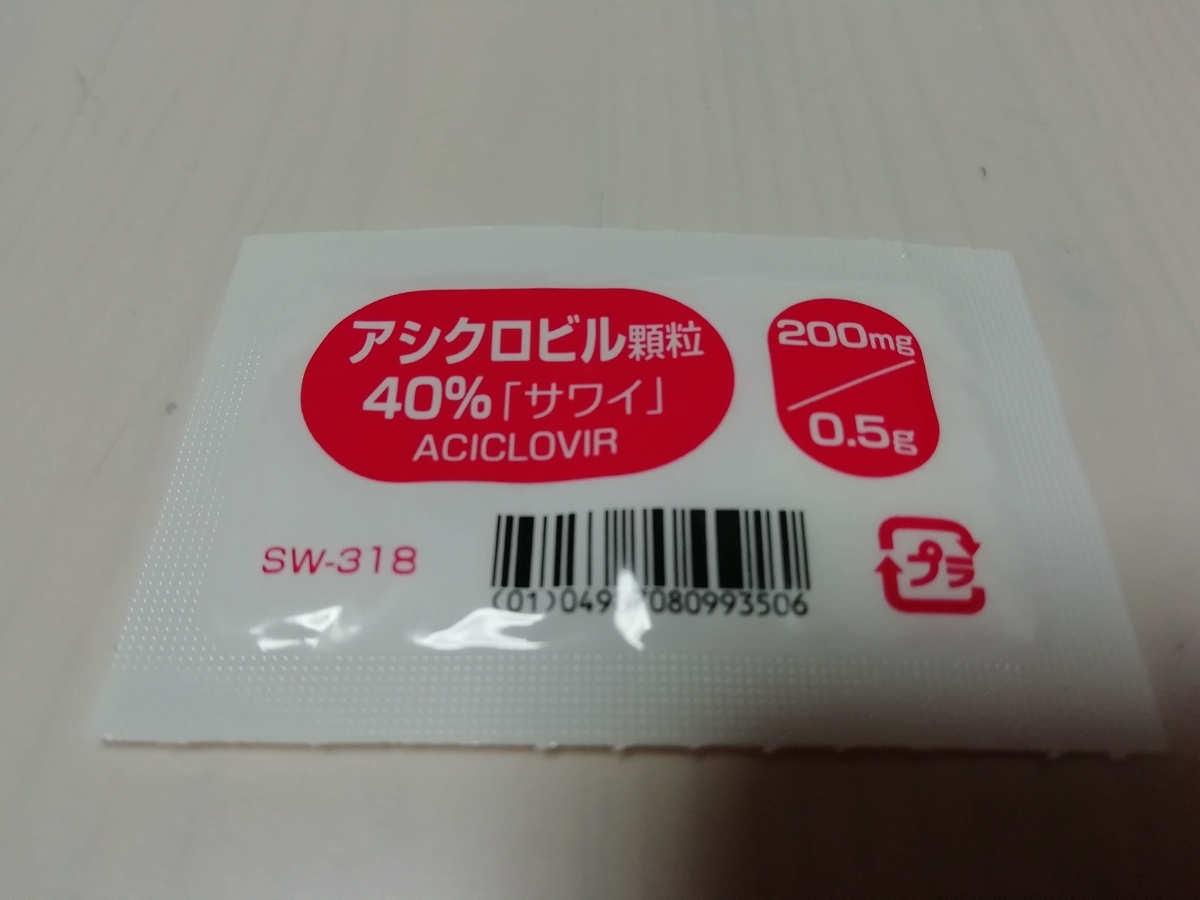 アシクロビル顆粒
40%「サワイ」
ACICLOVIR
200mg
0.5g
SW-318
プラ